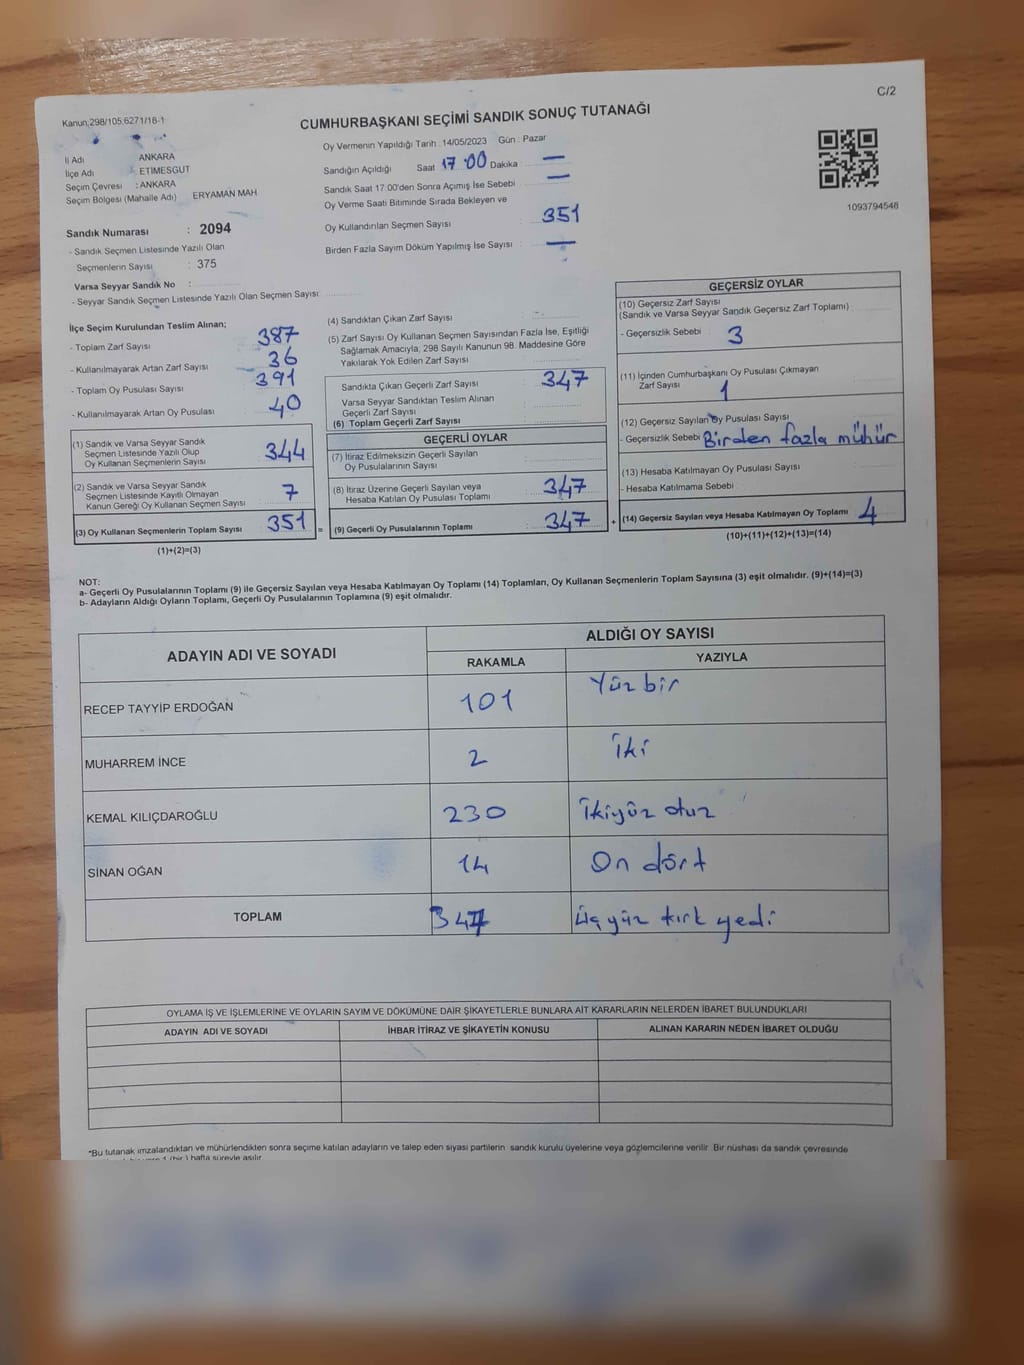 C/2
Kanun:298/105;6271/18-1
CUMHURBAŞKANI SEÇİMİ SANDIK SONUÇ TUTANAĞI
Oy Vermenin Yapıldığı Tarih : 14/05/2023 Gün : Pazar
İl Adı ANKARA
İlçe Adı : ETIMESGUT
Seçim Çevresi : ANKARA
Seçim Bölgesi (Mahalle Adı) ERYAMAN MAH
Sandığın Açıldığı Saat 17:00 Dakika : —
Sandık Saat 17:00'den Sonra Açımış İse Sebebi : —
Oy Verme Saati Bitiminde Sırada Bekleyen ve
Oy Kullandırılan Seçmen Sayısı : 351
Birden Fazla Sayım Döküm Yapılmış İse Sayısı : —
1093794548
Sandık Numarası : 2094
- Sandık Seçmen Listesinde Yazılı Olan
Seçmenlerin Sayısı : 375
Varsa Seyyar Sandık No :
- Seyyar Sandık Seçmen Listesinde Yazılı Olan Seçmen Sayısı:
İlçe Seçim Kurulundan Teslim Alınan;
- Toplam Zarf Sayısı 387
- Kullanılmayarak Artan Zarf Sayısı 36
- Toplam Oy Pusulası Sayısı 391
- Kullanılmayarak Artan Oy Pusulası 40
(1) Sandık ve Varsa Seyyar Sandık
Seçmen Listesinde Yazılı Olup
Oy Kullanan Seçmenlerin Sayısı 344
(2) Sandık ve Varsa Seyyar Sandık
Seçmen Listesinde Kayıtlı Olmayan
Kanun Gereği Oy Kullanan Seçmen Sayısı 7
(3) Oy Kullanan Seçmenlerin Toplam Sayısı 351 =
(1)+(2)=(3)
(4) Sandıktan Çıkan Zarf Sayısı
(5) Zarf Sayısı Oy Kullanan Seçmen Sayısından Fazla İse, Eşitliği
Sağlamak Amacıyla; 298 Sayılı Kanunun 98. Maddesine Göre
Yakılarak Yok Edilen Zarf Sayısı
Sandıkta Çıkan Geçerli Zarf Sayısı 347
Varsa Seyyar Sandıktan Teslim Alınan
Geçerli Zarf Sayısı
(6) Toplam Geçerli Zarf Sayısı
GEÇERLİ OYLAR
(7) İtiraz Edilmeksizin Geçerli Sayılan
Oy Pusulalarının Sayısı
(8) İtiraz Üzerine Geçerli Sayılan veya
Hesaba Katılan Oy Pusulası Toplamı 347
(9) Geçerli Oy Pusulalarının Toplamı 347 +
GEÇERSİZ OYLAR
(10) Geçersiz Zarf Sayısı
(Sandık ve Varsa Seyyar Sandık Geçersiz Zarf Toplamı)
- Geçersizlik Sebebi 3
(11) İçinden Cumhurbaşkanı Oy Pusulası Çıkmayan
Zarf Sayısı 1
(12) Geçersiz Sayılan Oy Pusulası Sayısı
- Geçersizlik Sebebi Birden fazla mühür
(13) Hesaba Katılmayan Oy Pusulası Sayısı
- Hesaba Katılmama Sebebi
(14) Geçersiz Sayılan veya Hesaba Katılmayan Oy Toplamı 4
(10)+(11)+(12)+(13)=(14)
NOT:
a- Geçerli Oy Pusulalarının Toplamı (9) ile Geçersiz Sayılan veya Hesaba Katılmayan Oy Toplamı (14) Toplamları, Oy Kullanan Seçmenlerin Toplam Sayısına (3) eşit olmalıdır. (9)+(14)=(3)
b- Adayların Aldığı Oyların Toplamı, Geçerli Oy Pusulalarının Toplamına (9) eşit olmalıdır.
ADAYIN ADI VE SOYADI
ALDIĞI OY SAYISI
RAKAMLA YAZIYLA
RECEP TAYYİP ERDOĞAN 101 Yüz bir
MUHARREM İNCE 2 İki
KEMAL KILIÇDAROĞLU 230 İkiyüz otuz
SİNAN OĞAN 14 On dört
TOPLAM 347 Üç yüz kırk yedi
OYLAMA İŞ VE İŞLEMLERİNE VE OYLARIN SAYIM VE DÖKÜMÜNE DAİR ŞİKAYETLERLE BUNLARA AİT KARARLARIN NELERDEN İBARET BULUNDUKLARI
ADAYIN ADI VE SOYADI İHBAR İTİRAZ VE ŞİKAYETİN KONUSU ALINAN KARARIN NEDEN İBARET OLDUĞU
*Bu tutanak imzalandıktan ve mühürlendikten sonra seçime katılan adayların ve talep eden siyasi partilerin sandık kurulu üyelerine veya gözlemcilerine verilir. Bir nüshası da sandık çevresinde
1 (bir ) hafta süreyle asılır.